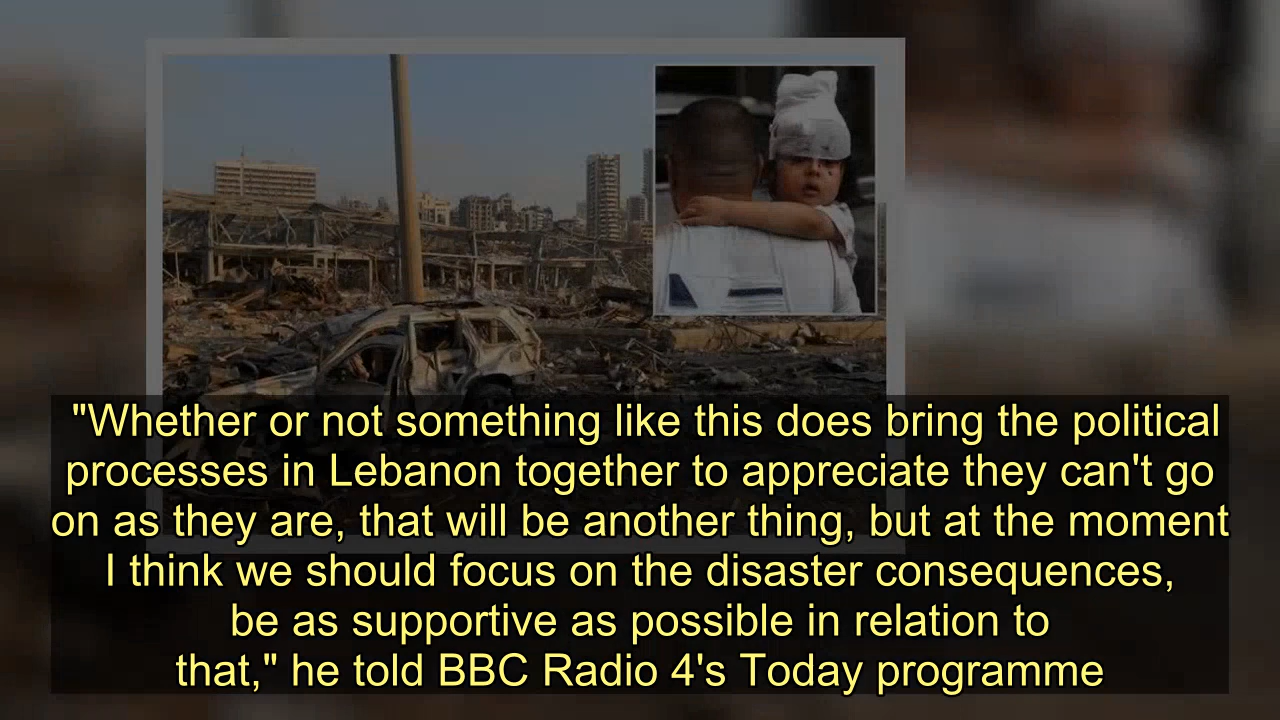 "Whether or not something like this does bring the political
processes in Lebanon together to appreciate they can't go
on as they are, that will be another thing, but at the moment
I think we should focus on the disaster consequences,
be as supportive as possible in relation to
that," he told BBC Radio 4's Today programme